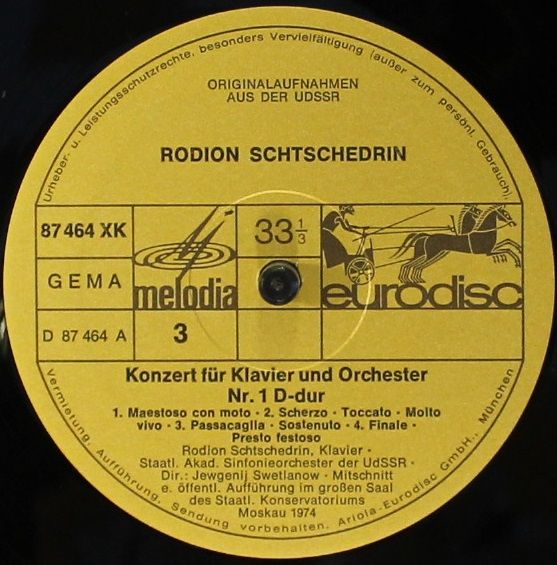 Urheber- u. Leistungsschutzrechte, besonders Vervielfältigung (außer zum persönl. Gebrauch),
ORIGINALAUFNAHMEN
AUS DER UDSSR
RODION SCHTSCHEDRIN
87 464 XK
33 1/3
GEMA
melodia
eurodisc
D 87 464 A
3
Konzert für Klavier und Orchester
Nr. 1 D-dur
1. Maestoso con moto · 2. Scherzo · Toccato · Molto
vivo · 3. Passacaglia · Sostenuto · 4. Finale ·
Presto festoso
Rodion Schtschedrin, Klavier ·
Staatl. Akad. Sinfonieorchester der UdSSR ·
Dir.: Jewgenij Swetlanow · Mitschnitt
e. öffentl. Aufführung im großen Saal
des Staatl. Konservatoriums
Moskau 1974
Vermietung, Aufführung, Sendung vorbehalten. Ariola-Eurodisc GmbH., München